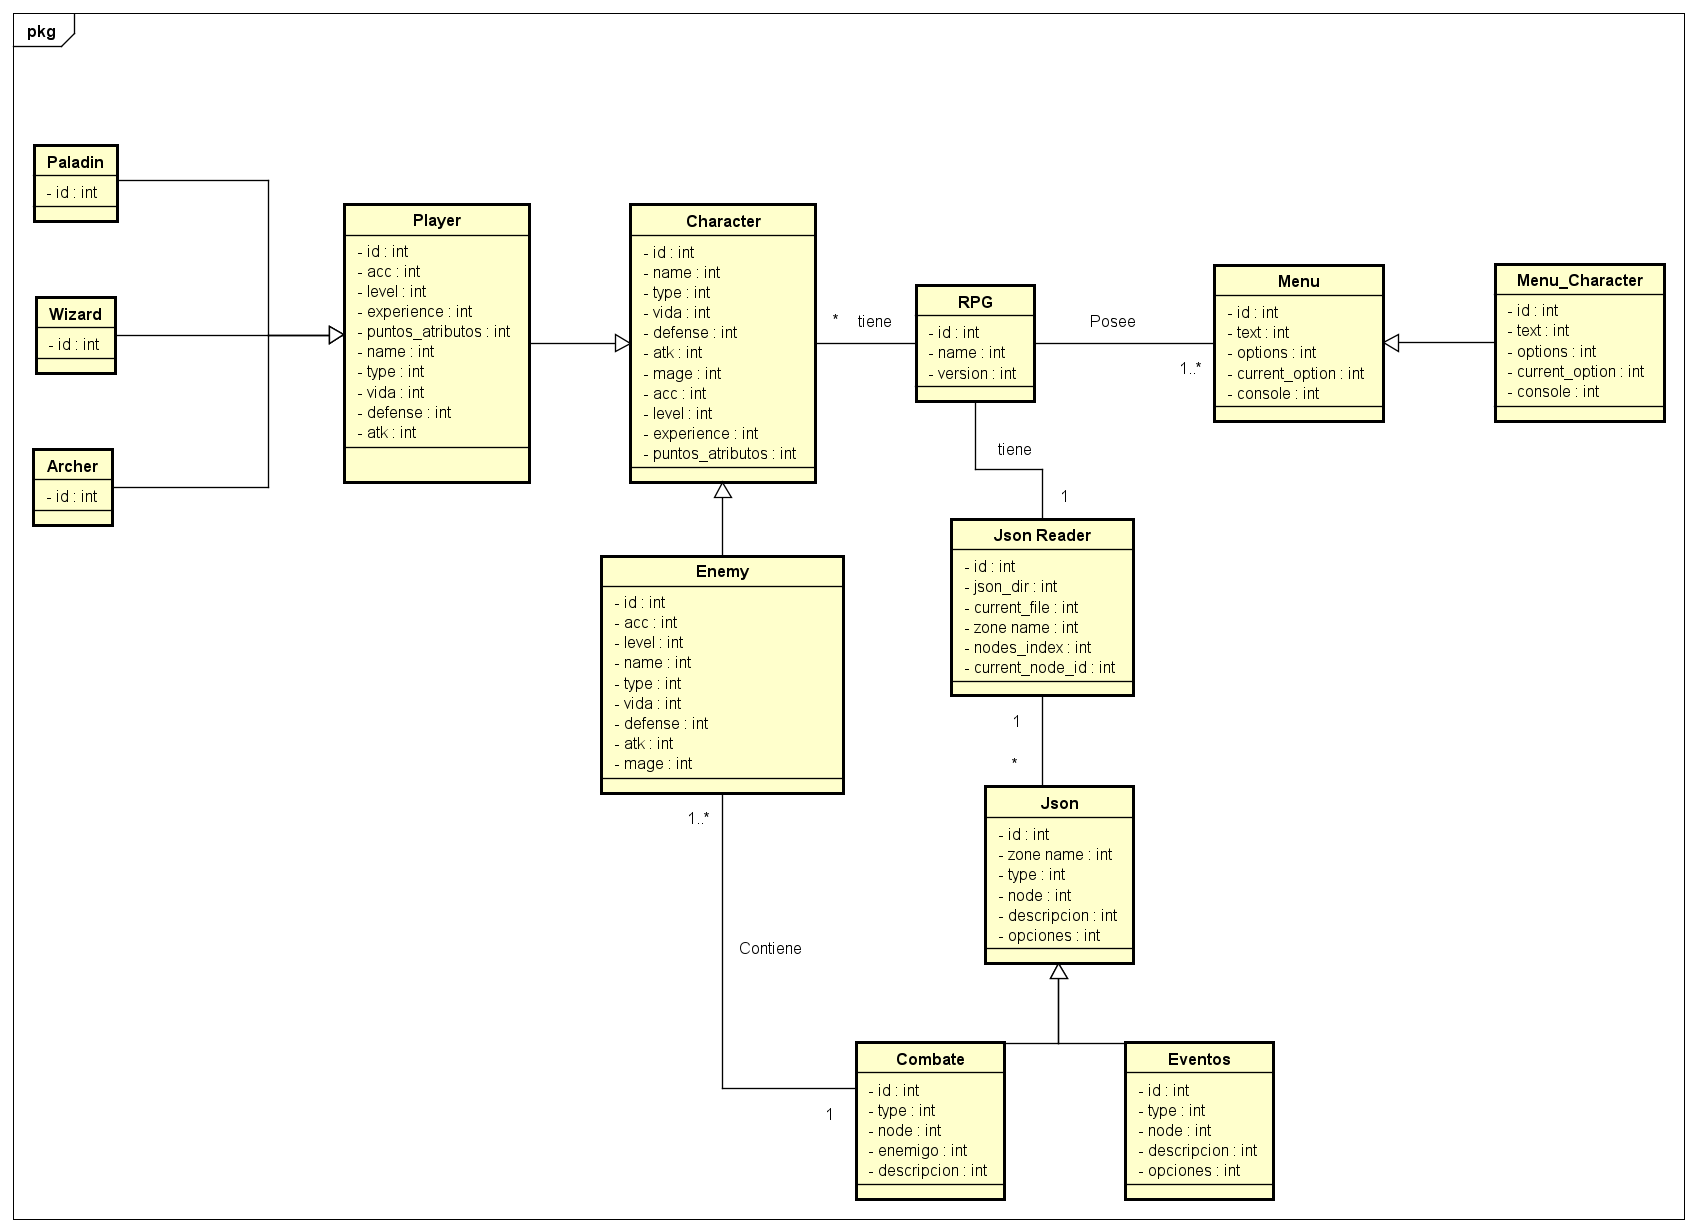 pkg
Paladin
- id : int
Wizard
- id : int
Archer
- id : int
Player
- id : int
- acc : int
- level : int
- experience : int
- puntos_atributos : int
- name : int
- type : int
- vida : int
- defense : int
- atk : int
Character
- id : int
- name : int
- type : int
- vida : int
- defense : int
- atk : int
- mage : int
- acc : int
- level : int
- experience : int
- puntos_atributos : int
* tiene
RPG
- id : int
- name : int
- version : int
Posee
1..*
Menu
- id : int
- text : int
- options : int
- current_option : int
- console : int
Menu_Character
- id : int
- text : int
- options : int
- current_option : int
- console : int
tiene
1
Json Reader
- id : int
- json_dir : int
- current_file : int
- zone name : int
- nodes_index : int
- current_node_id : int
1
*
Enemy
- id : int
- acc : int
- level : int
- name : int
- type : int
- vida : int
- defense : int
- atk : int
- mage : int
1..*
Contiene
1
Json
- id : int
- zone name : int
- type : int
- node : int
- descripcion : int
- opciones : int
Combate
- id : int
- type : int
- node : int
- enemigo : int
- descripcion : int
Eventos
- id : int
- type : int
- node : int
- descripcion : int
- opciones : int